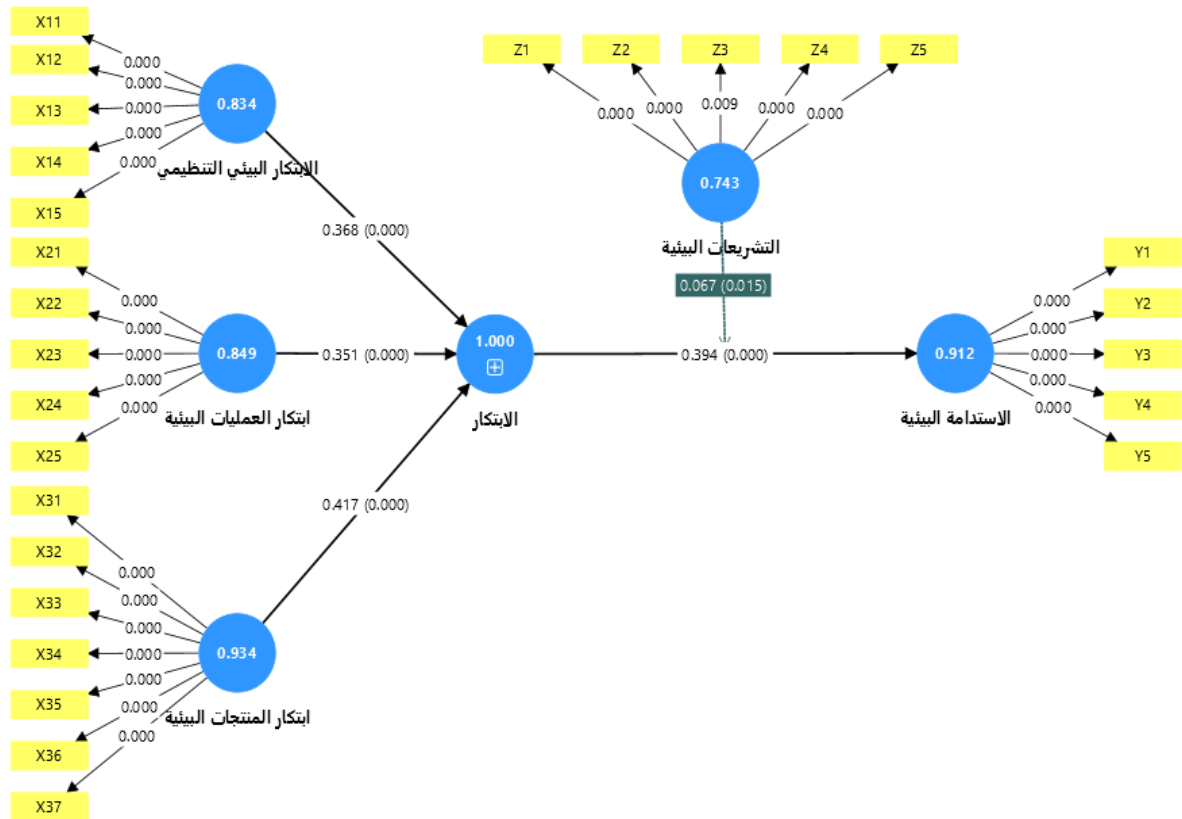 X11
X12
X13
X14
X15
0.000
0.000
0.000
0.000
0.000
0.834
الابتكار البيئي التنظيمي
0.368 (0.000)
X21
X22
X23
X24
X25
0.000
0.000
0.000
0.000
0.000
0.849
ابتكار العمليات البيئية
0.351 (0.000)
X31
X32
X33
X34
X35
X36
X37
0.000
0.000
0.000
0.000
0.000
0.000
0.000
0.934
ابتكار المنتجات البيئية
0.417 (0.000)
1.000
الابتكار
Z1
Z2
Z3
Z4
Z5
0.000
0.000
0.009
0.000
0.000
0.743
التشريعات البيئية
0.067 (0.015)
0.394 (0.000)
0.912
الاستدامة البيئية
0.000
0.000
0.000
0.000
0.000
Y1
Y2
Y3
Y4
Y5